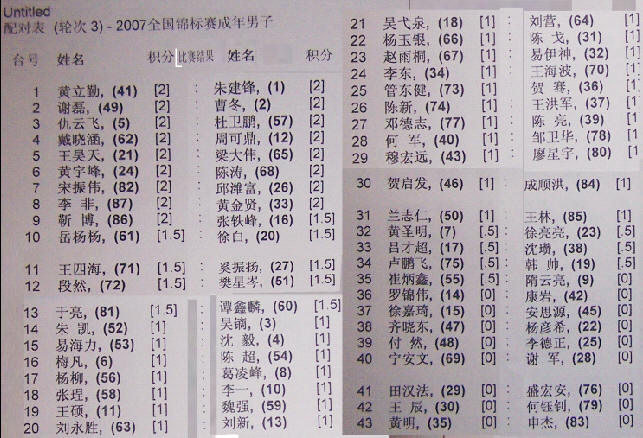 Untitled
配对表 (轮次 3) - 2007全国锦标赛成年男子
台号 姓名 积分 比赛结果 姓名 积分
1 黄立勤, (41) [2] : 朱建锋, (1) [2]
2 谢磊, (49) [2] : 曹冬, (2) [2]
3 仇云飞, (5) [2] : 杜卫鹏, (57) [2]
4 戴晓涵, (62) [2] : 周可鼎, (12) [2]
5 王昊天, (21) [2] : 梁大伟, (65) [2]
6 黄宇峰, (24) [2] : 陈涛, (68) [2]
7 宋振伟, (82) [2] : 邱潍富, (26) [2]
8 李 非, (87) [2] : 黄金贤, (33) [2]
9 靳 博, (86) [2] : 张铁峰, (16) [1.5]
10 岳杨杨, (61) [1.5] : 徐白, (20) [1.5]
11 王四海, (71) [1.5] : 奚振扬, (27) [1.5]
12 段然, (72) [1.5] : 樊星岑, (51) [1.5]
13 于亮, (81) [1.5] : 谭鑫麟, (60) [1.5]
14 朱 凯, (52) [1] : 吴镝, (3) [1]
15 易海力, (53) [1] : 沈 毅, (4) [1]
16 梅凡, (6) [1] : 陈 超, (54) [1]
17 杨柳, (56) [1] : 葛凌峰, (8) [1]
18 张理, (58) [1] : 李一, (10) [1]
19 王硕, (11) [1] : 魏强, (59) [1]
20 刘永胜, (63) [1] : 刘新, (13) [1]
21 吴弋泉, (18) [1] : 刘营, (64) [1]
22 杨玉银, (66) [1] : 陈 戈, (31) [1]
23 赵雨桐, (67) [1] : 易伊神, (32) [1]
24 李东, (34) [1] : 王海波, (70) [1]
25 管东健, (73) [1] : 贺 骞, (36) [1]
26 陈新, (74) [1] : 王洪军, (37) [1]
27 邓德志, (77) [1] : 陈 亮, (39) [1]
28 何 军, (40) [1] : 邹卫华, (78) [1]
29 穆宏远, (43) [1] : 廖星宇, (80) [1]
30 贺启发, (46) [1] : 成顺洪, (84) [1]
31 兰志仁, (50) [1] : 王林, (85) [1]
32 黄圣明, (7) [.5] : 徐亮亮, (23) [.5]
33 吕才超, (17) [.5] : 沈珊, (38) [.5]
34 卢鹏飞, (75) [.5] : 韩 帅, (19) [.5]
35 崔炳鑫, (55) [.5] : 隋云亮, (9) [0]
36 罗锦伟, (14) [0] : 康岩, (42) [0]
37 徐嘉琦, (15) [0] : 安思源, (45) [0]
38 齐晓东, (47) [0] : 杨彦希, (22) [0]
39 付 然, (48) [0] : 李德正, (25) [0]
40 宁安文, (69) [0] : 谢 军, (28) [0]
41 田汉法, (29) [0] : 盛宏安, (76) [0]
42 王 辰, (30) [0] : 何钰钊, (79) [0]
43 黄明, (35) [0] : 申杰, (83) [0]